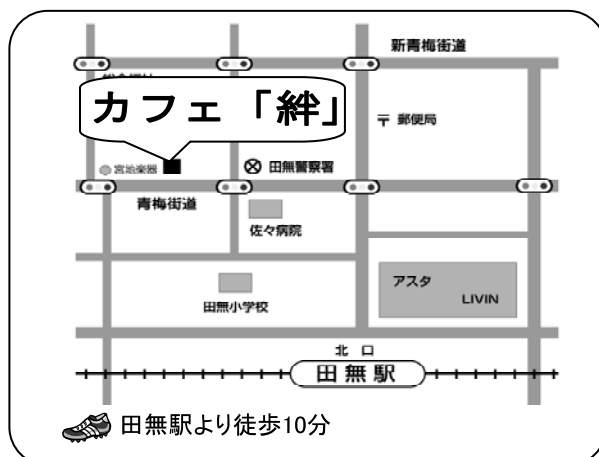 新青梅街道
カフェ「絆」
〒 郵便局
宮地楽器
田無警察署
青梅街道
佐々病院
アスタ
LIVIN
田無小学校
北口
田無駅
田無駅より徒歩10分